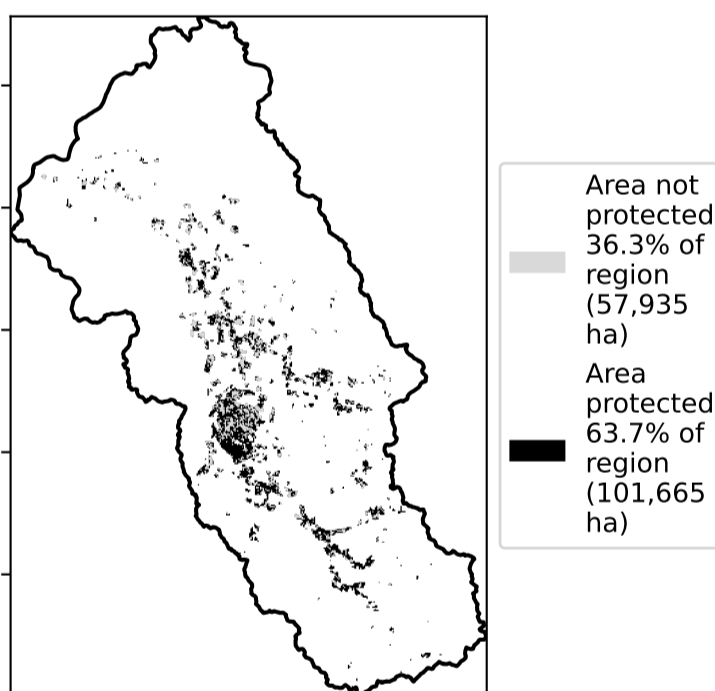 Area not
protected
36.3% of
region
(57,935
ha)
Area
protected
63.7% of
region
(101,665
ha)